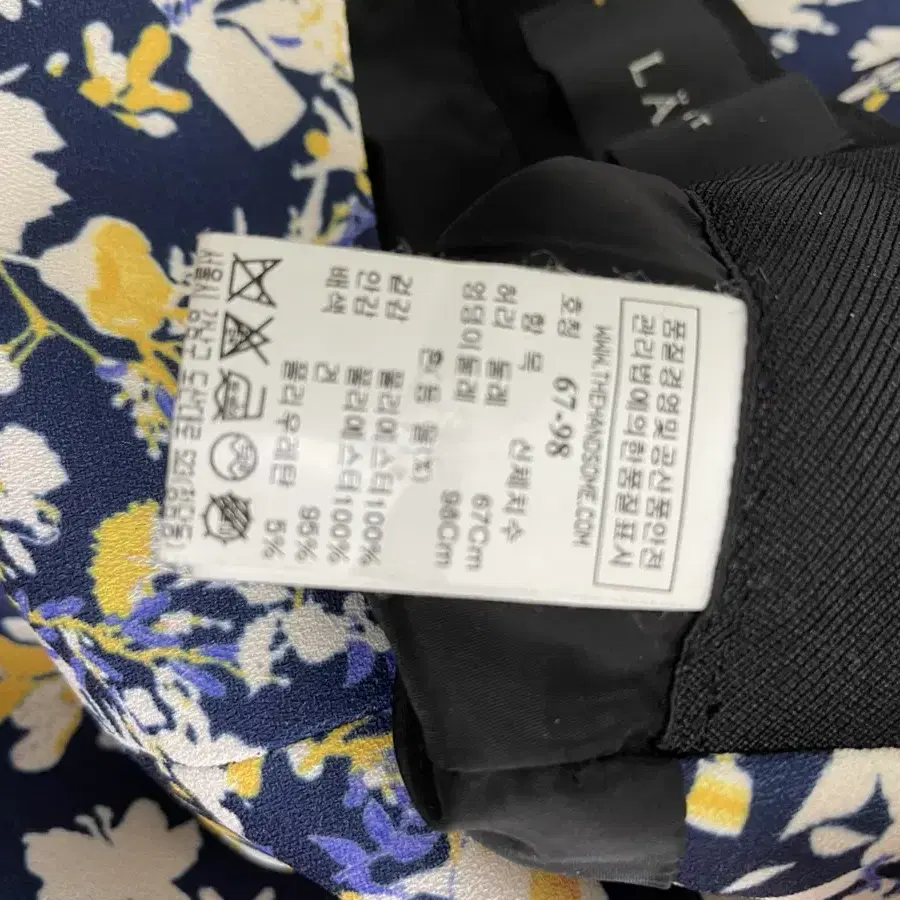 LÄ
품질경영및공산품안전
관리법에의한품질표시
WWW.THEHANDSOME.COM
호칭 67-98
항 목 신체치수
허리 둘레 67Cm
엉덩이둘레 98Cm
혼 용 율(%)
겉감 폴리에스터100%
안감 폴리에스터100%
배색 견 95%
폴리우레탄 5%